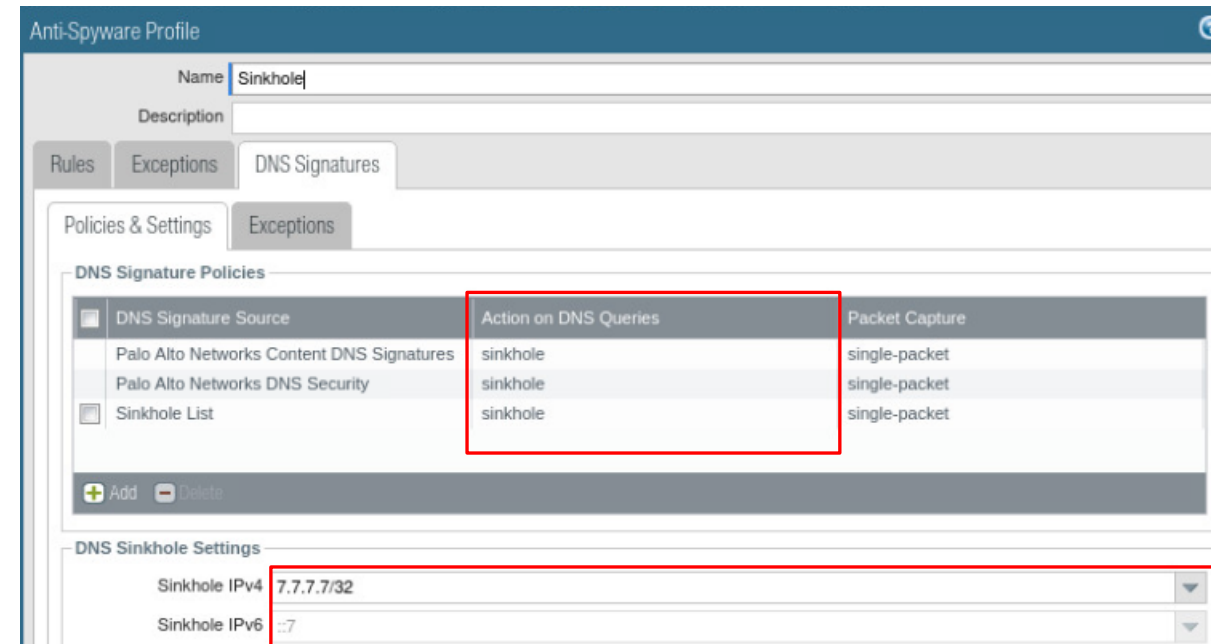 Anti-Spyware Profile
Name Sinkhole
Description
Rules Exceptions DNS Signatures
Policies & Settings Exceptions
DNS Signature Policies
DNS Signature Source Action on DNS Queries Packet Capture
Palo Alto Networks Content DNS Signatures sinkhole single-packet
Palo Alto Networks DNS Security sinkhole single-packet
Sinkhole List sinkhole single-packet
Add Delete
DNS Sinkhole Settings
Sinkhole IPv4 7.7.7.7/32
Sinkhole IPv6 ::7